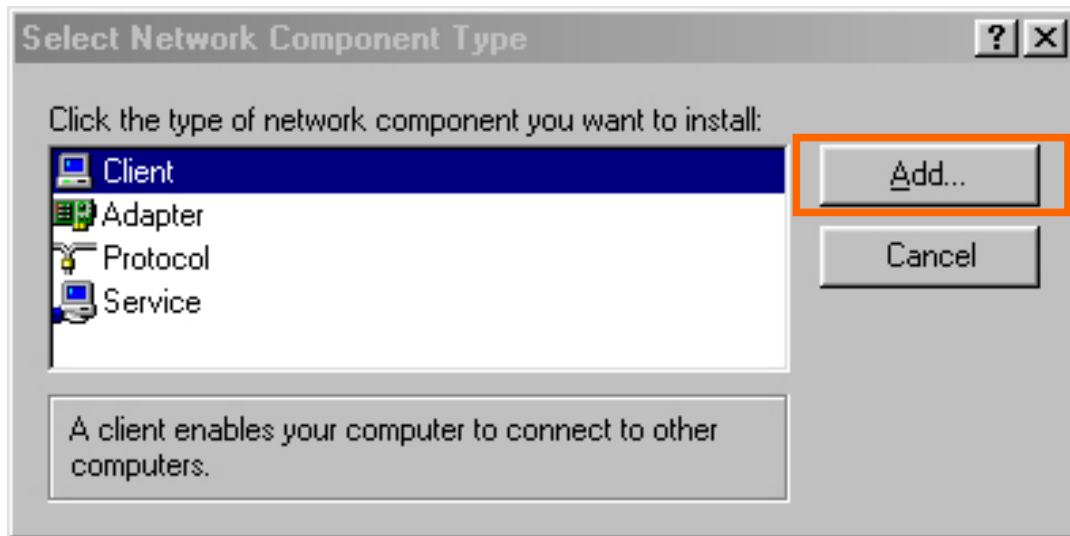 Select Network Component Type
Click the type of network component you want to install:
Client
Add...
Adapter
Protocol
Cancel
Service
A client enables your computer to connect to other
computers.